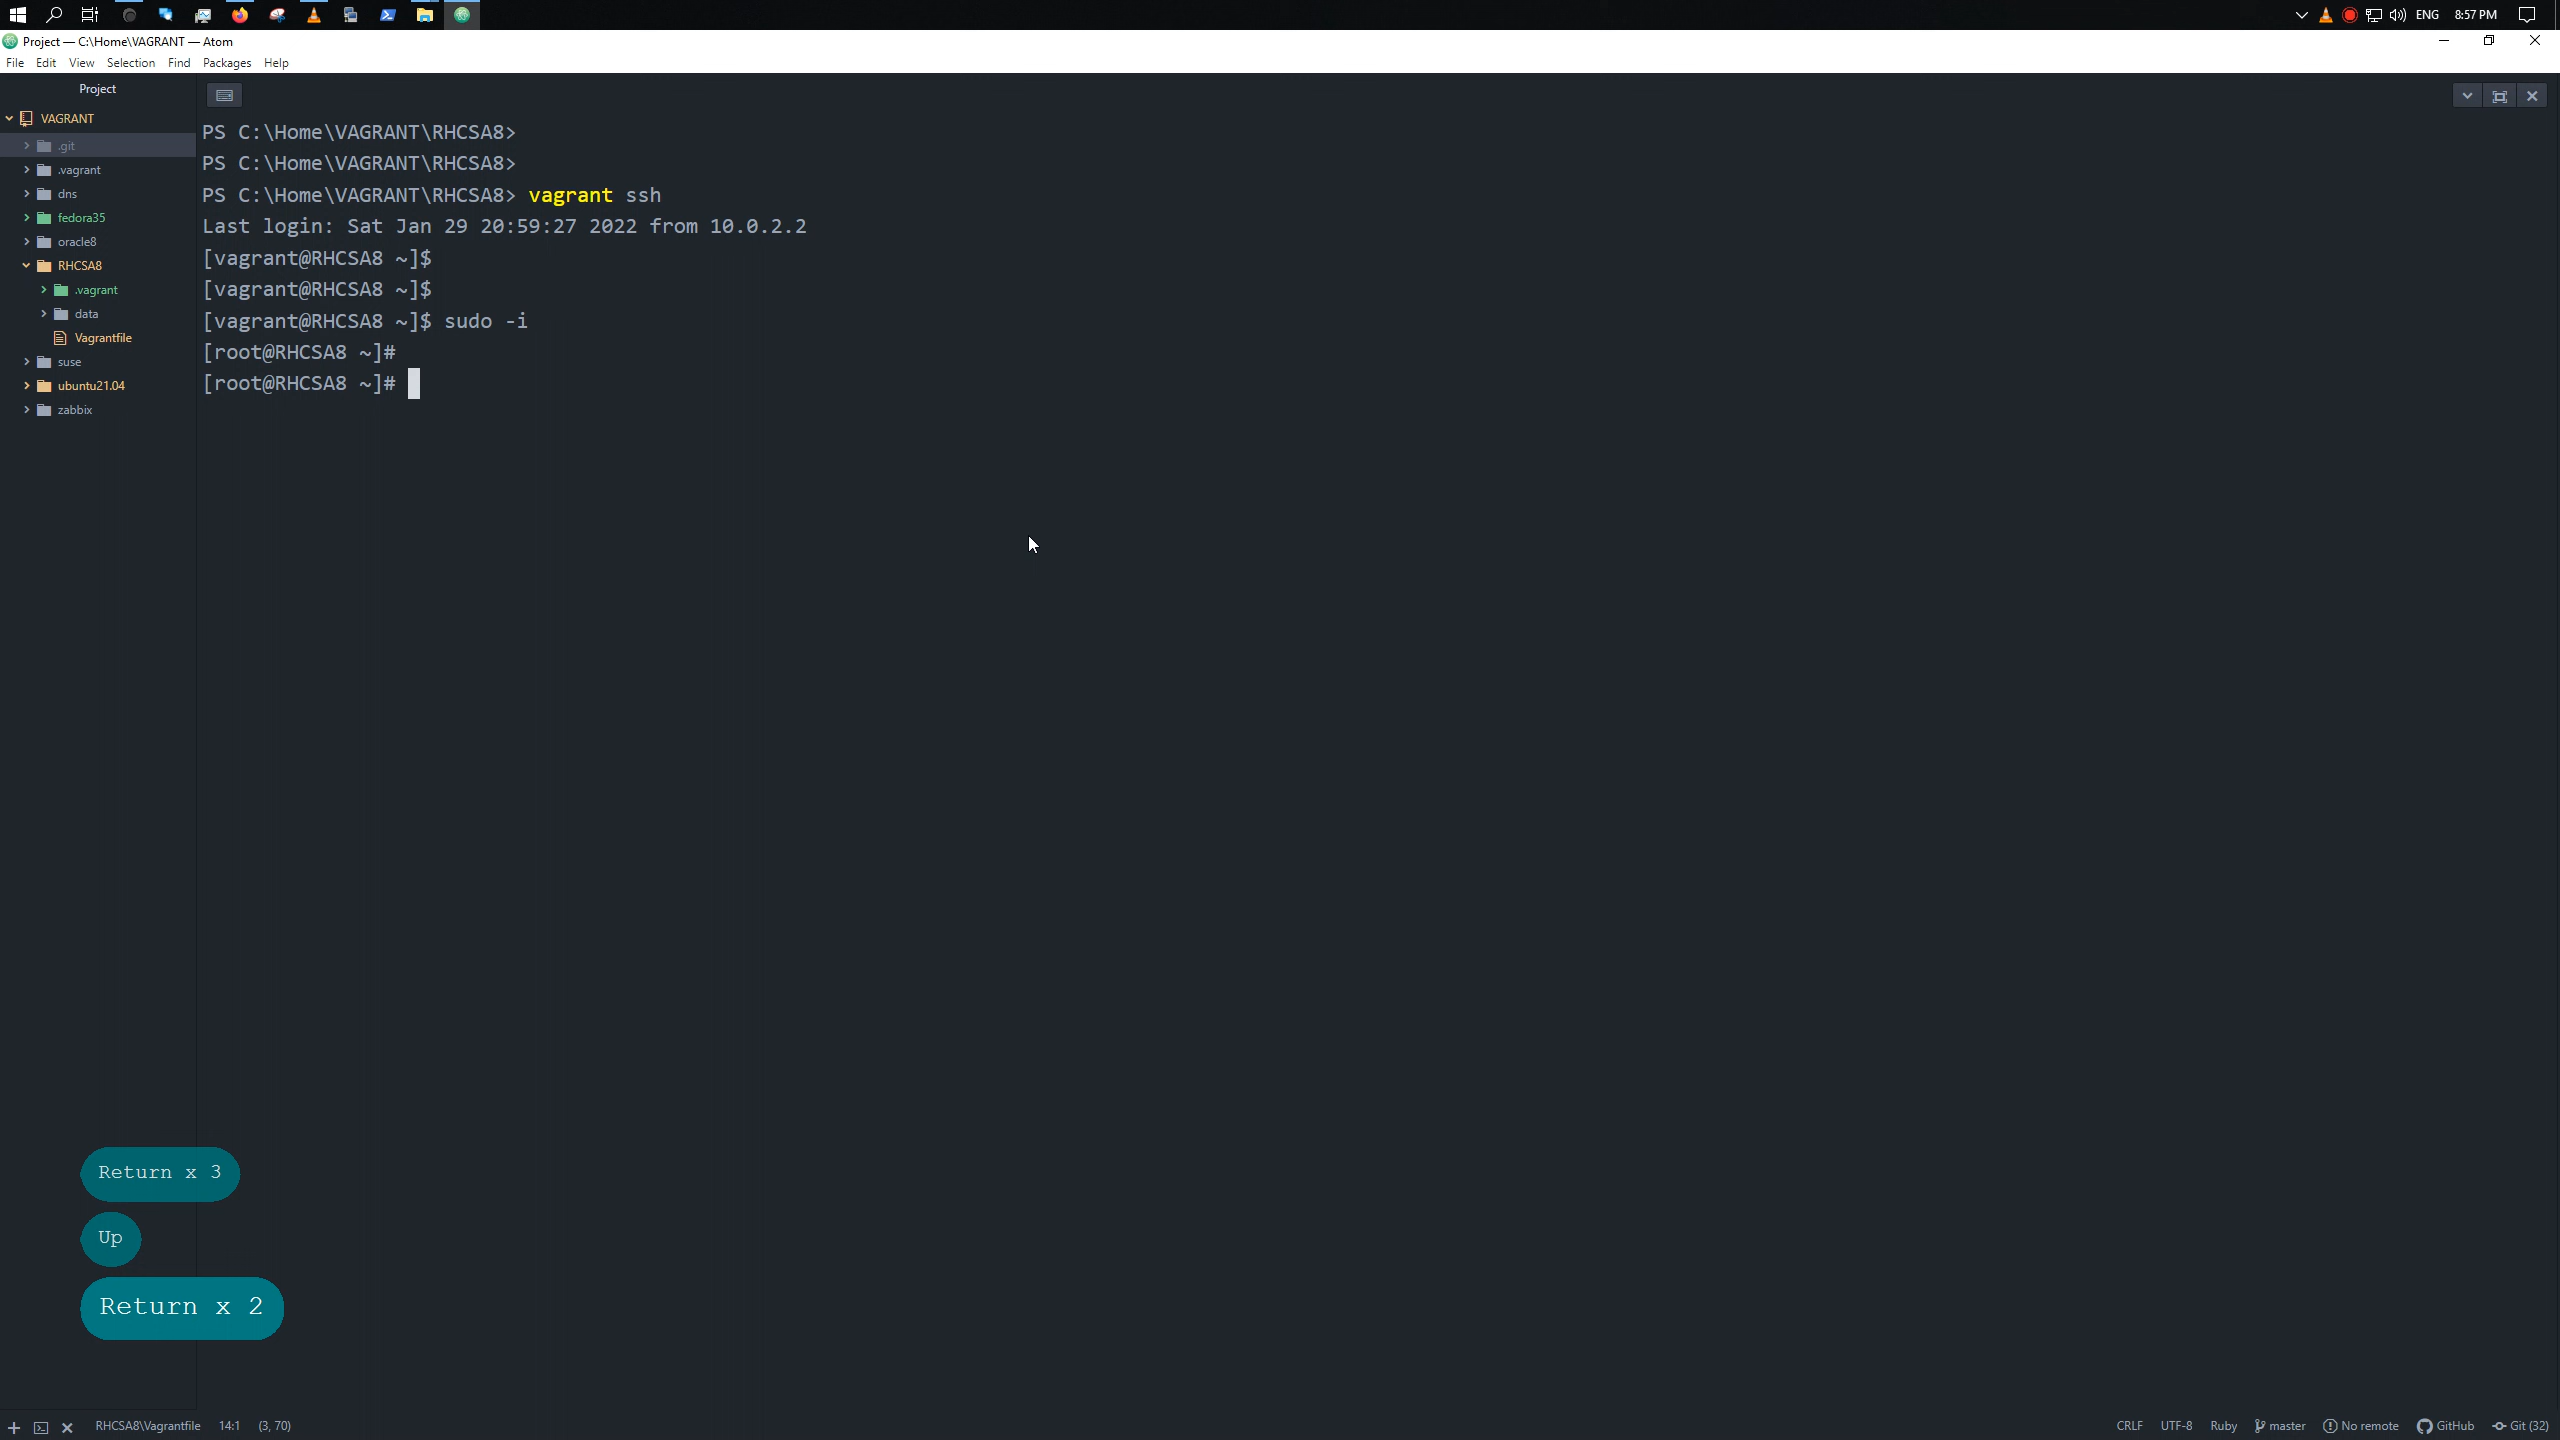 ENG 8:57 PM
Project — C:\Home\VAGRANT — Atom
File Edit View Selection Find Packages Help
Project
VAGRANT
.git
.vagrant
dns
fedora35
oracle8
RHCSA8
.vagrant
data
Vagrantfile
suse
ubuntu21.04
zabbix
PS C:\Home\VAGRANT\RHCSA8>
PS C:\Home\VAGRANT\RHCSA8>
PS C:\Home\VAGRANT\RHCSA8> vagrant ssh
Last login: Sat Jan 29 20:59:27 2022 from 10.0.2.2
[vagrant@RHCSA8 ~]$
[vagrant@RHCSA8 ~]$
[vagrant@RHCSA8 ~]$ sudo -i
[root@RHCSA8 ~]#
[root@RHCSA8 ~]#
Return x 3
Up
Return x 2
RHCSA8\Vagrantfile 14:1 (3, 70)
CRLF UTF-8 Ruby master No remote GitHub Git (32)